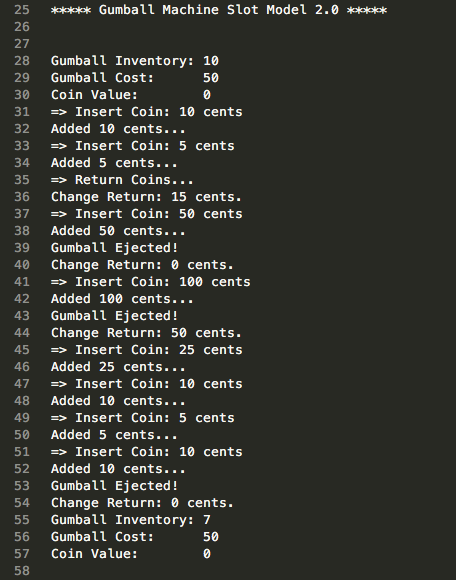 25 ***** Gumball Machine Slot Model 2.0 *****
26
27
28 Gumball Inventory: 10
29 Gumball Cost:      50
30 Coin Value:        0
31 => Insert Coin: 10 cents
32 Added 10 cents...
33 => Insert Coin: 5 cents
34 Added 5 cents...
35 => Return Coins...
36 Change Return: 15 cents.
37 => Insert Coin: 50 cents
38 Added 50 cents...
39 Gumball Ejected!
40 Change Return: 0 cents.
41 => Insert Coin: 100 cents
42 Added 100 cents...
43 Gumball Ejected!
44 Change Return: 50 cents.
45 => Insert Coin: 25 cents
46 Added 25 cents...
47 => Insert Coin: 10 cents
48 Added 10 cents...
49 => Insert Coin: 5 cents
50 Added 5 cents...
51 => Insert Coin: 10 cents
52 Added 10 cents...
53 Gumball Ejected!
54 Change Return: 0 cents.
55 Gumball Inventory: 7
56 Gumball Cost:      50
57 Coin Value:        0
58